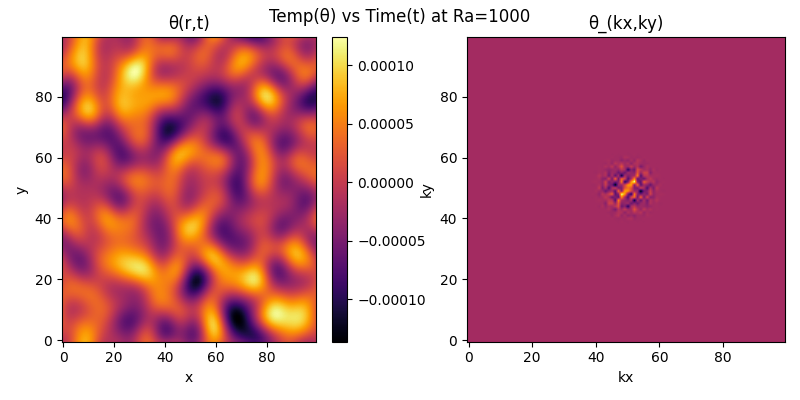 Temp(θ) vs Time(t) at Ra=1000
θ(r,t)
θ_(kx,ky)
y
80
60
40
20
0
0 20 40 60 80
x
0.00010
0.00005
0.00000
−0.00005
−0.00010
ky
80
60
40
20
0
0 20 40 60 80
kx